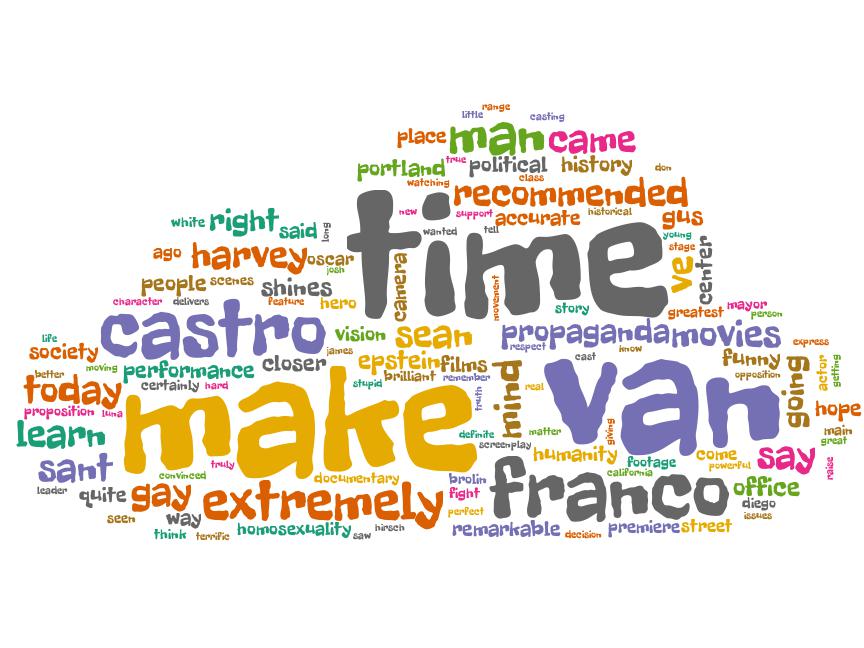 range
little
casting
place
man
came
portland
true
political
history
don
class
watching
recommended
new
support
accurate
historical
gus
white
right
said
long
wanted
tell
time
young
stage
ve
center
ago
harvey
oscar
josh
camera
people
scenes
shines
movement
character
delivers
feature
hero
story
greatest
mayor
person
castro
vision
sean
propaganda
movies
life
society
james
respect
know
express
moving
performance
closer
epstein
films
cast
funny
better
today
certainly
hard
stupid
brilliant
remember
mind
real
van
opposition
going
actor
getting
proposition
luna
make
truth
hope
learn
definite
matter
giving
main
great
screenplay
sant
truly
humanity
come
say
convinced
documentary
brolin
footage
powerful
raise
california
leader
quite
gay
extremely
fight
franco
office
diego
seen
way
perfect
issues
think
terrific
homosexuality
saw
hirsch
remarkable
decision
premiere
street